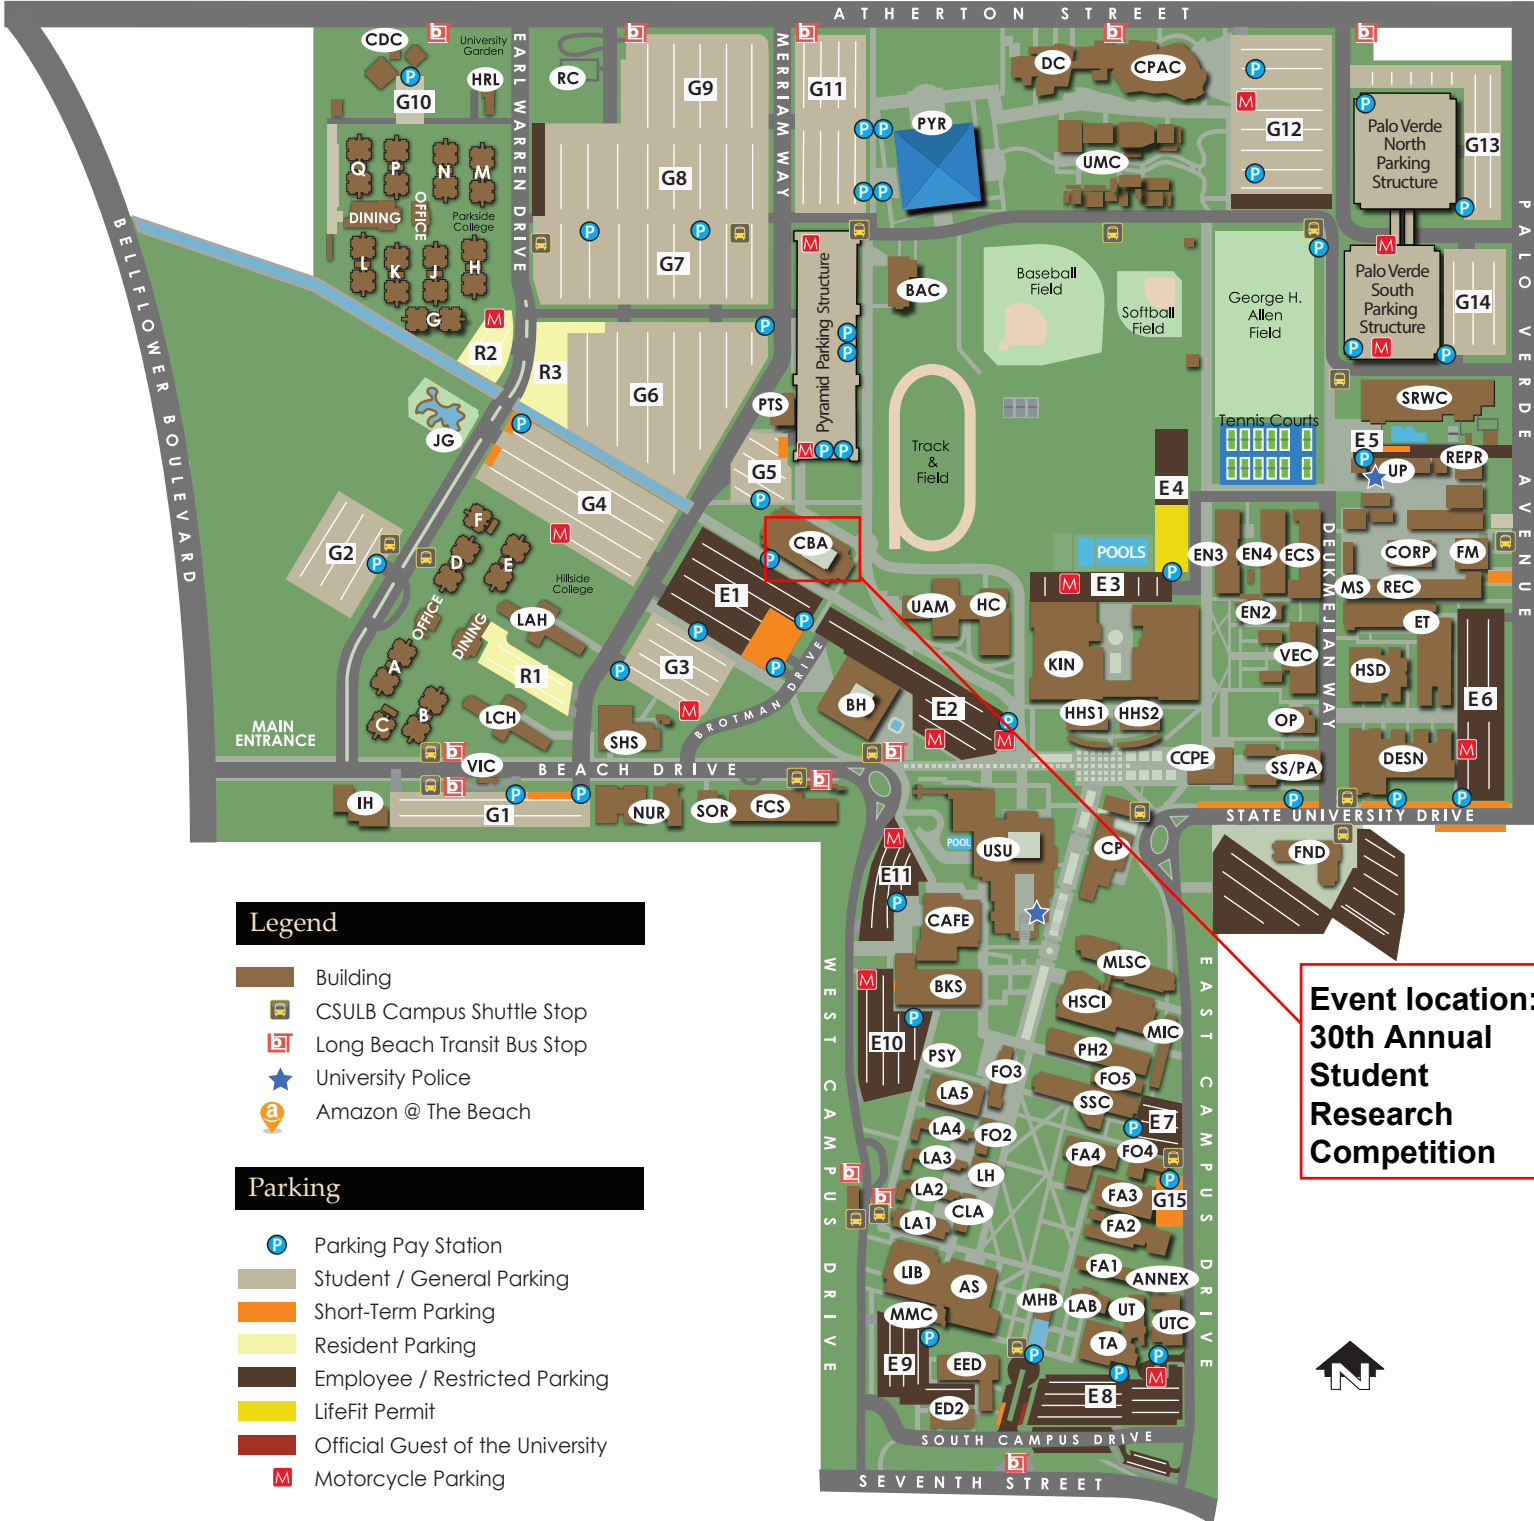 ATHERTON STREET
CDC
University
Garden
HRL
G10
EARL WARREN DRIVE
RC
G9
MERRIAM WAY
G11
DC
CPAC
PYR
UMC
G12
Palo Verde
North
Parking
Structure
G13
Q
P
N
M
OFFICE
DINING
Parkside
College
G8
L
K
J
H
G
G7
Pyramid Parking Structure
BAC
Baseball
Field
Softball
Field
George H.
Allen
Field
Palo Verde
South
Parking
Structure
G14
PALO VERDE AVENUE
BELLFLOWER BOULEVARD
R2
R3
G6
PTS
JG
Track
&
Field
Tennis Courts
SRWC
E5
UP
REPR
G5
G4
E4
F
G2
D
E
CBA
POOLS
EN3
EN4
ECS
DEUKMEJIAN WAY
CORP
FM
MS
REC
Hillside
College
E1
UAM
HC
E3
EN2
ET
OFFICE
DINING
LAH
G3
KIN
VEC
HSD
A
R1
BROTMAN DRIVE
BH
E2
HHS1
HHS2
OP
E6
C
B
LCH
SHS
MAIN
ENTRANCE
VIC
BEACH DRIVE
CCPE
SS/PA
DESN
IH
G1
NUR
SOR
FCS
STATE UNIVERSITY DRIVE
POOL
USU
CP
FND
E11
CAFE
WEST CAMPUS DRIVE
EAST CAMPUS DRIVE
MLSC
BKS
HSCI
E10
MIC
PSY
PH2
FO3
FO5
LA5
SSC
E7
LA4
FO2
LA3
FA4
FO4
LH
LA2
FA3
G15
CLA
LA1
FA2
LIB
AS
FA1
ANNEX
MHB
LAB
UT
MMC
UTC
TA
E9
EED
E8
ED2
SOUTH CAMPUS DRIVE
SEVENTH STREET
Event location:
30th Annual
Student
Research
Competition
N
Legend
Building
CSULB Campus Shuttle Stop
Long Beach Transit Bus Stop
University Police
Amazon @ The Beach
Parking
P Parking Pay Station
Student / General Parking
Short-Term Parking
Resident Parking
Employee / Restricted Parking
LifeFit Permit
Official Guest of the University
M Motorcycle Parking